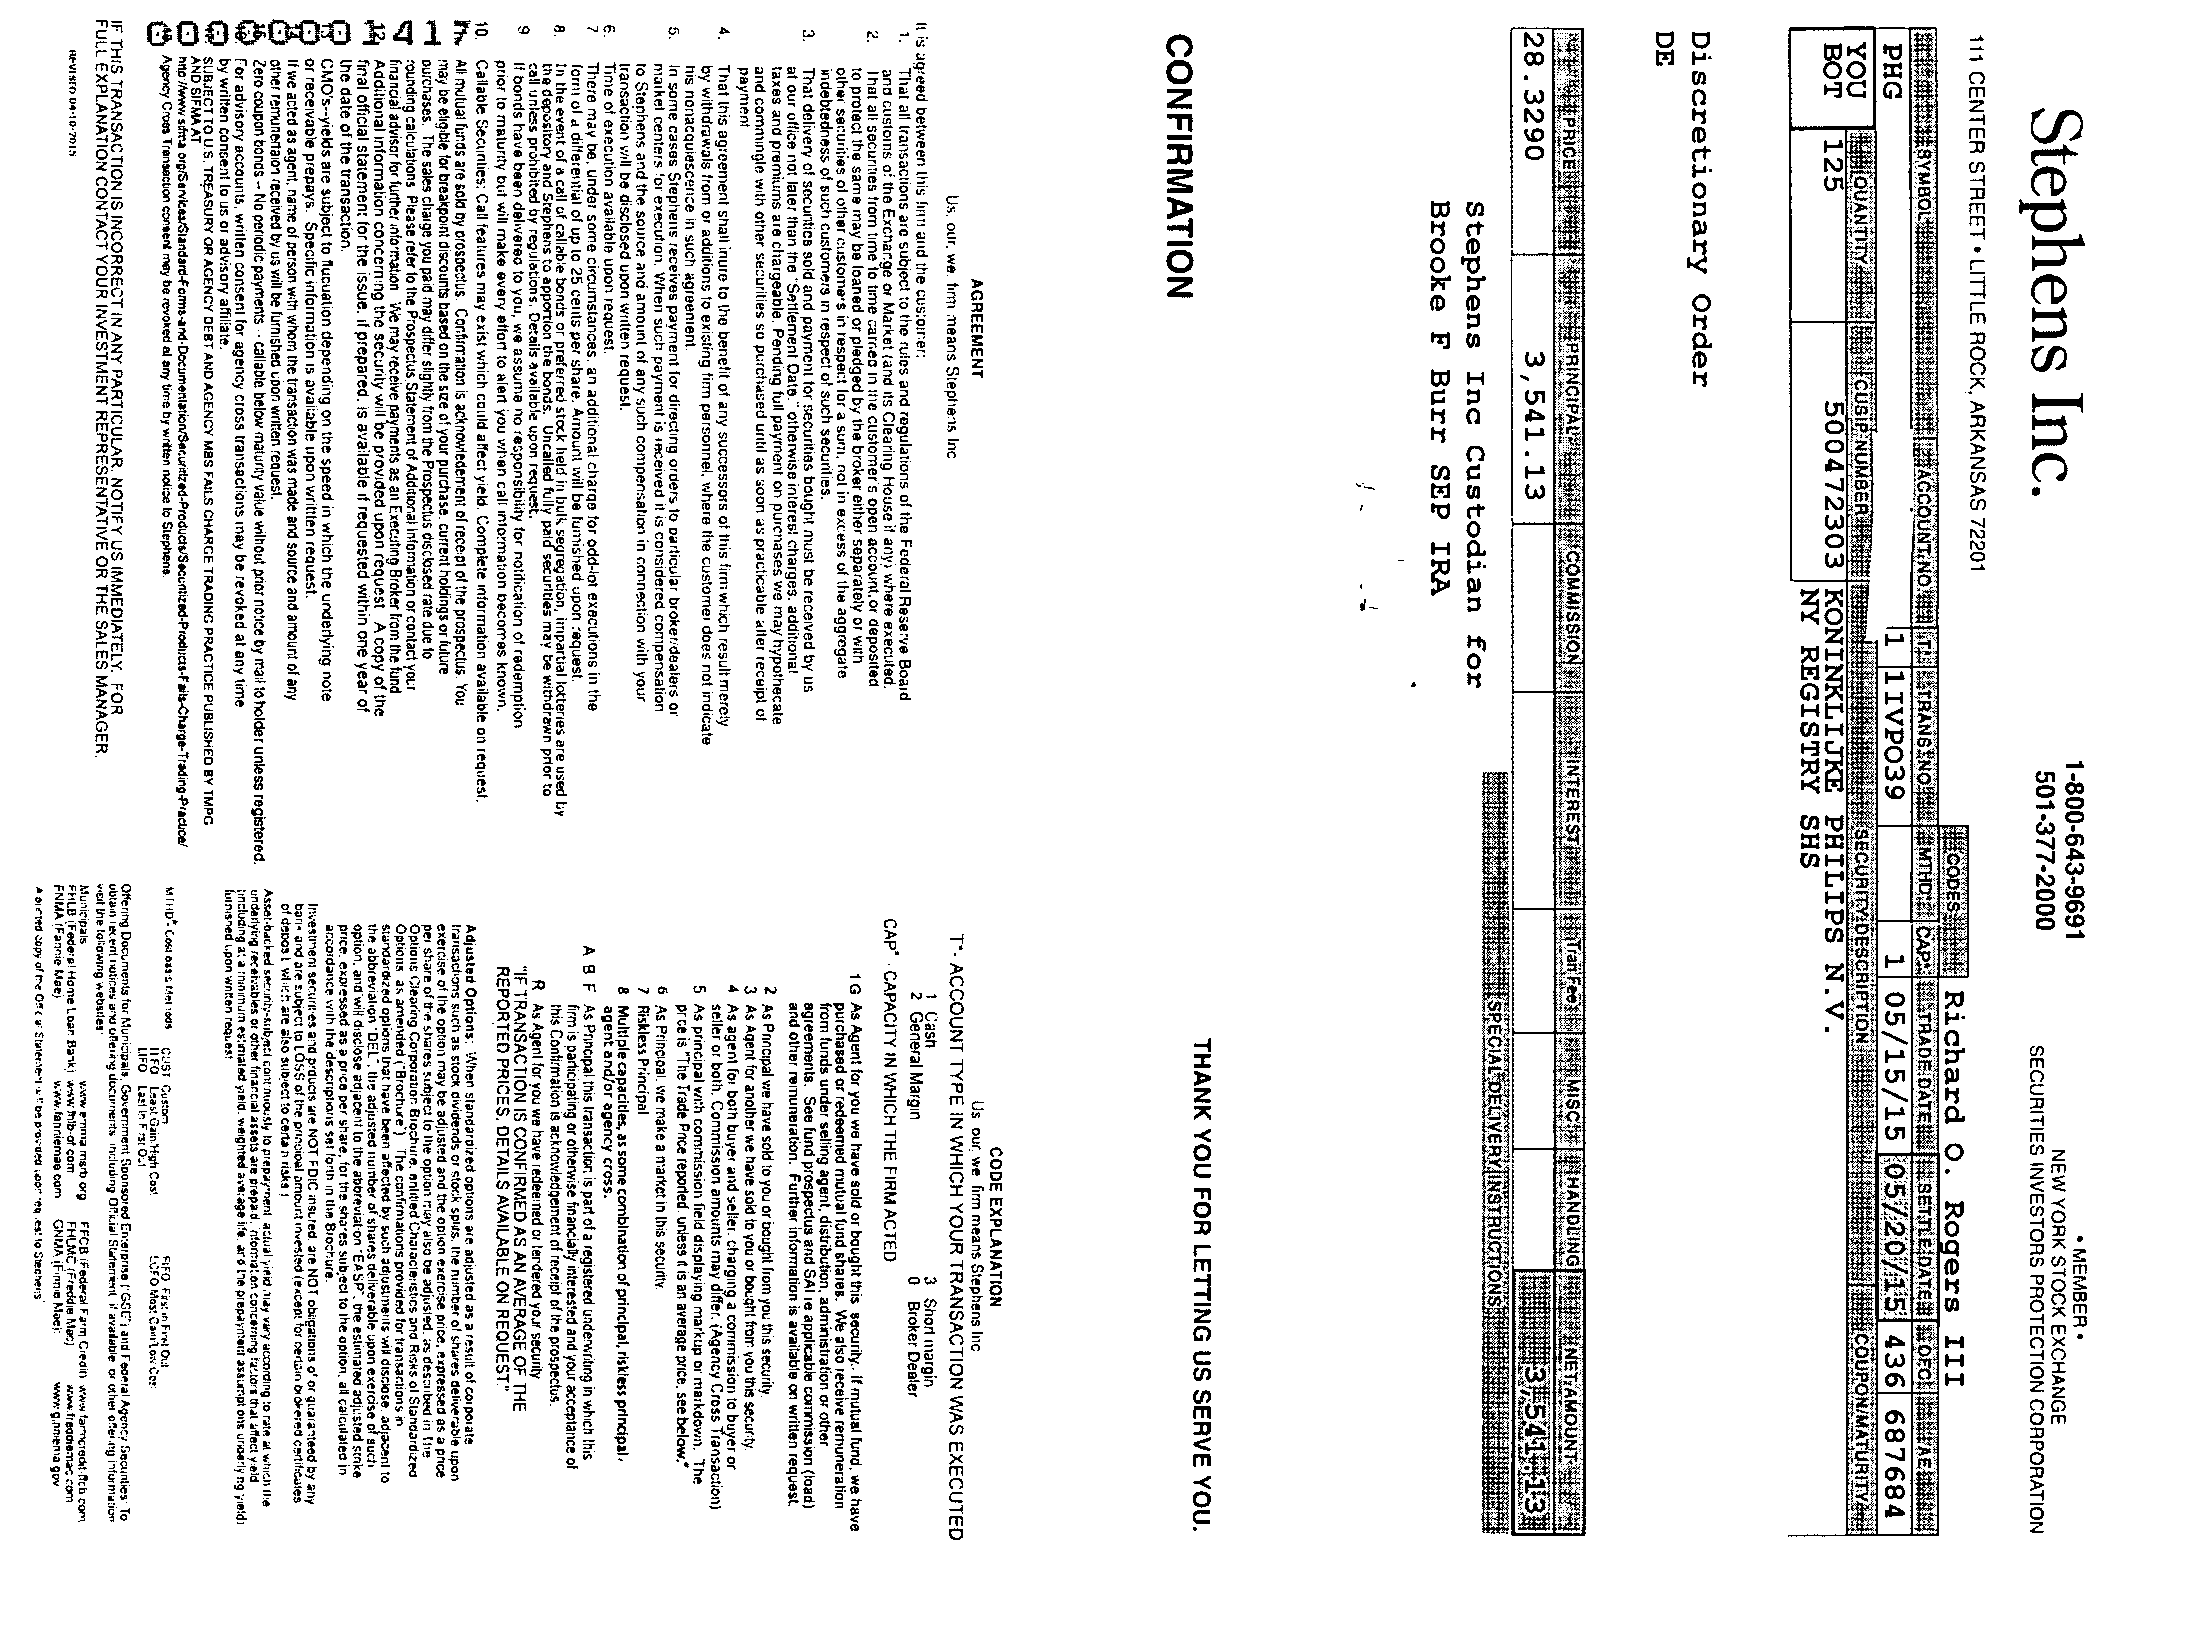 Stephens Inc.
111 CENTER STREET • LITTLE ROCK, ARKANSAS 72201
1-800-643-9691
501-377-2000
• MEMBER •
NEW YORK STOCK EXCHANGE
SECURITIES INVESTORS PROTECTION CORPORATION
CODES
Richard O. Rogers III
SYMBOL ACCOUNT NO. T* TRANS NO. MTHD* CAP* TRADE DATE SETTLE DATE OFC AE
PHG 1 1IVPO39 1 05/15/15 05/20/15 436 687684
QUANTITY CUSIP NUMBER SECURITY DESCRIPTION COUPON/MATURITY
YOU
BOT 125 500472303 KONINKLIJKE PHILIPS N.V.
NY REGISTRY SHS
Discretionary Order
DE
PRICE PRINCIPAL COMMISSION INTEREST Tran Fee MISC HANDLING NET AMOUNT
28.3290 3,541.13 3,541.13
SPECIAL DELIVERY INSTRUCTIONS
Stephens Inc Custodian for
Brooke F Burr SEP IRA
CONFIRMATION
THANK YOU FOR LETTING US SERVE YOU.
AGREEMENT
Us, our, we, firm means Stephens Inc
It is agreed between this firm and the customer:
1. That all transactions are subject to the rules and regulations of the Federal Reserve Board
and customs of the Exchange or Market (and its Clearing House if any) where executed.
2. That all securities from time to time carried in the customer's open account,or deposited
to protect the same may be loaned or pledged by the broker either separately or with
other securities of other customers in respect for a sum, not in excess of the aggregate
indebtedness of such customers in respect of such securities.
3. That delivery of securities sold and payment for securities bought must be received by us
at our office not later than the "Settlement Date," otherwise interest charges, additional
taxes and premiums are chargeable. Pending full payment on purchases we may hypothecate
and commingle with other securities so purchased until as soon as practicable after receipt of
payment
4. That this agreement shall inure to the benefit of any successors of this firm which result merely
by withdrawals from or additions to existing firm personnel, where the customer does not indicate
his nonacquiescence in such agreement.
5. In some cases Stephens receives payment for directing orders to particular broker/dealers or
market centers for execution. When such payment is received it is considered compensation
to Stephens and the source and amount of any such compensation in connection with your
transaction will be disclosed upon written request.
6. Time of execution available upon request.
7 There may be, under some circumstances, an additional charge for odd-lot executions in the
form of a differential of up to 25 cents per share. Amount will be furnished upon request.
8. In the event of a call of callable bonds or preferred stock held in bulk segregation, impartial lotteries are used by
the depository and Stephens to apportion the bonds. Uncalled fully paid securities may be withdrawn prior to
call unless prohibited by regulations. Details available upon request.
9 If bonds have been delivered to you, we assume no responsibility for notification of redemption
prior to maturity but will make every effort to alert you when call information becomes known.
10. Callable Securities: Call features may exist which could affect yield. Complete information available on request.
All mutual funds are sold by prospectus. Confirmation is acknowledement of receipt of the prospectus. You
may be eligible for breakpoint discounts based on the size of your purchase, current holdings or future
purchases. The sales charge you paid may differ slightly from the Prospectus disclosed rate due to
rounding calculations Please refer to the Prospectus Statement of Additional information or contact your
financial advisor for further information We may receive payments as an Executing Broker from the fund
Additional information concerning the security will be provided upon request A copy of the
final official statement for the issue, if prepared, is available if requested within one year of
the date of the transaction.
CMO's--yields are subject to fluctuation depending on the speed in which the underlying note
or receivable prepays. Specific information is available upon written request.
If we acted as agent, name of person with whom the transaction was made and source and amount of any
other remuneration received by us will be furnished upon written request.
Zero coupon bonds -- No periodic payments - callable below maturity value without prior notice by mail to holder unless registered.
For advisory accounts, written consent for agency cross transactions may be revoked at any time
by written consent to us or advisory affiliate.
SUBJECT TO U.S. TREASURY OR AGENCY DEBT AND AGENCY MBS FAILS CHARGE TRADING PRACTICE PUBLISHED BY TMPG
AND SIFMA AT
http://www.sifma.org/Services/Standard-Forms-and-Documentation/Securitized-Products/Securitized-Products-Fails-Charge-Trading-Practice/
Agency Cross Transaction consent may be revoked at any time by written notice to Stephens.
00000001417
IF THIS TRANSACTION IS INCORRECT IN ANY PARTICULAR, NOTIFY US IMMEDIATELY. FOR
FULL EXPLANATION CONTACT YOUR INVESTMENT REPRESENTATIVE OR THE SALES MANAGER.
REVISED 04-10-2015
CODE EXPLANATION
Us our, we firm means Stephens Inc
T*- ACCOUNT TYPE IN WHICH YOUR TRANSACTION WAS EXECUTED
1 Cash 3 Short margin
2 General Margin 0 Broker Dealer
CAP* - CAPACITY IN WHICH THE FIRM ACTED
1G As Agent for you we have sold or bought this security. If mutual fund, we have
purchased or redeemed mutual fund shares. We also receive remuneration
from funds under selling agent, distribution, administration or other
agreements. See fund prospectus and SAI re applicable commission (load)
and other remuneration. Further information is available on written request.
2 As Principal we have sold to you or bought from you this security.
3 As Agent for another we have sold to you or bought from you this security.
4 As agent for both buyer and seller, charging a commission to buyer or
seller or both. Commission amounts may differ. (Agency Cross Transaction)
5 As principal with commission field displaying markup or markdown. The
price is "The Trade Price reported, unless it is an average price, see below."
6 As Principal, we make a market in this security.
7 Riskless Principal
8 Multiple capacities, as some combination of principal, riskless principal,
agent and/or agency cross.
A B F As Principal this transaction is part of a registered underwriting in which this
firm is participating or otherwise financially interested and your acceptance of
this Confirmation is acknowledgement of receipt of the prospectus.
R As Agent for you we have redeemed or tendered your security
"IF TRANSACTION IS CONFIRMED AS AN AVERAGE OF THE
REPORTED PRICES, DETAILS AVAILABLE ON REQUEST."
Adjusted Options: When standardized options are adjusted as a result of corporate
transactions such as stock dividends or stock splits, the number of shares deliverable upon
exercise of the option may be adjusted and the option exercise price, expressed as a price
per share of the shares subject to the option may also be adjusted, as described in the
Options Clearing Corporation Brochure, entitled Characteristics and Risks of Standardized
Options as amended ("Brochure") The confirmations provided for transactions in
standardized options that have been affected by such adjustments will disclose, adjacent to
the abbreviation "DEL", the adjusted number of shares deliverable upon exercise of such
option, and will disclose adjacent to the abbreviation "EASP", the estimated adjusted strike
price, expressed as a price per share, for the shares subject to the option, all calculated in
accordance with the descriptions set forth in the Brochure.
Investment securities and products are NOT FDIC insured, are NOT obligations of or guaranteed by any
bank and are subject to LOSS of the principal amount invested (except for certain brokered certificates
of deposit, which are also subject to certain risks)
Asset-backed security-subject continuously to prepayment, actual yield may vary according to rate at which the
underlying receivables or other financial assets are prepaid, information concerning factors that affect yield
(including at a minimum estimated yield, weighted average life, and the prepayment assumptions underlying yield)
furnished upon written request
MTHD* Cost basis Methods CUST Custom FIFO First in First Out
LTFO Least Gain/High Cost LCFO Most Gain/Low Cost
LIFO Last in First Out
Offering Documents for Municipals, Government Sponsored Enterprise ("GSE") and Federal Agency Securities: To
obtain recent notices and offering documents, including Official Statement, if available or other offering information
visit the following websites:
Municipals www.emma.msrb.org FFCB (Federal Farm Credit) www.farmcredit-ffcb.com
FHLB (Federal Home Loan Bank) www.fhlb-of.com FHLMC (Freddie Mac) www.freddiemac.com
FNMA (Fannie Mae) www.fanniemae.com GNMA (Ginnie Mae): www.ginniemae.gov
A printed copy of the Official Statement will be provided upon request to Stephens